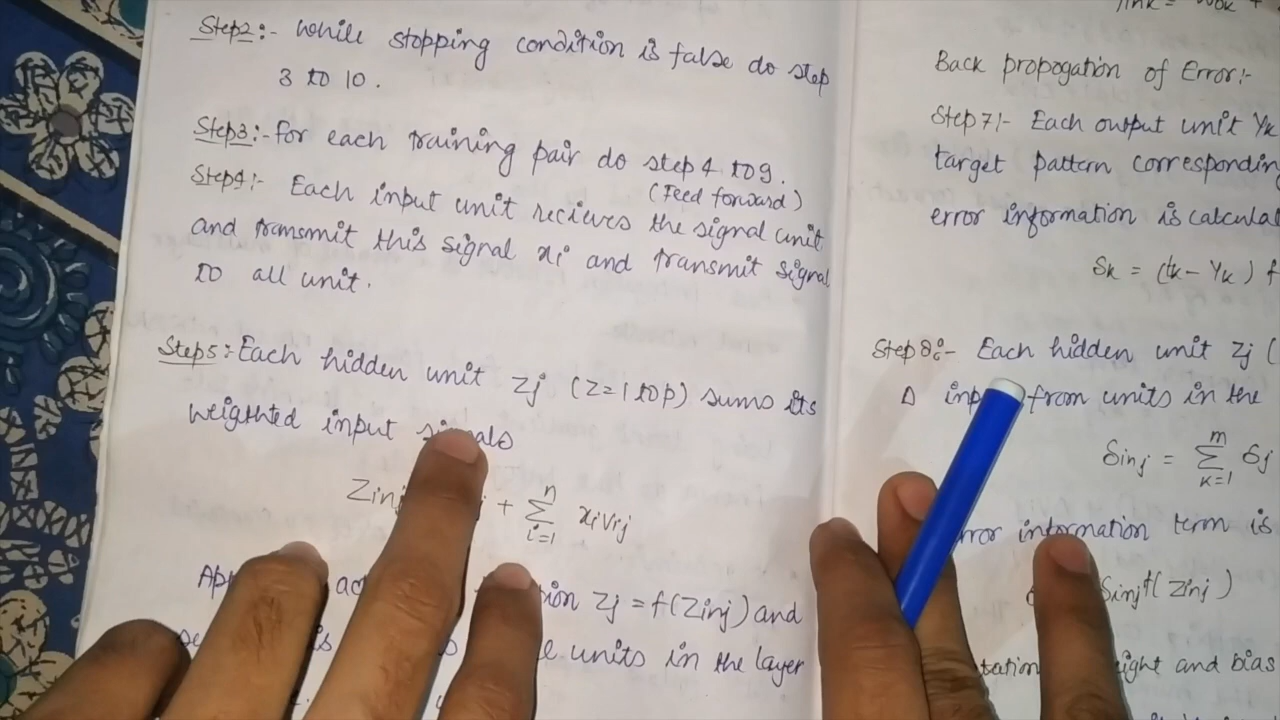 Step2:- While stopping condition is false do step
3 to 10.
Step3:- for each training pair do step 4 to 9.
(Feed forward)
Step4:- Each input unit recieves the signal unit
and transmit this signal xi and transmit signal
to all unit.
Step5:- Each hidden unit Zj (Z=1 to p) sums its
weighted input signals
Zinj + n∑i=1 xivij
Zj = f(Zinj) and
units in the layer
Back propogation of Error:-
Step7:- Each output unit Yk
target pattern corresponding
error information is calcula
δk = (tk - Yk) f
Step8:- Each hidden unit Zj (
Δ input from units in the
δinj = m∑k=1 δj
error information term is
δinj f(Zinj)
and bias